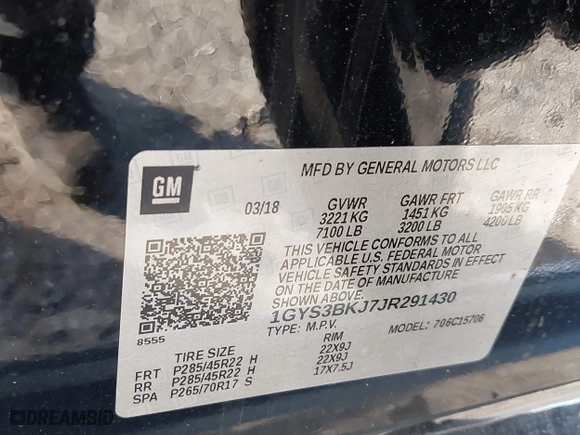 GM
MFD BY GENERAL MOTORS LLC
03/18
GVWR GAWR FRT GAWR RR
3221 KG 1451 KG 1905 KG
7100 LB 3200 LB 4200 LB
THIS VEHICLE CONFORMS TO ALL
APPLICABLE U.S. FEDERAL MOTOR
VEHICLE SAFETY STANDARDS IN EFFECT
ON THE DATE OF MANUFACTURE
SHOWN ABOVE.
1GYS3BKJ7JR291430
TYPE: M.P.V. MODEL: 706C15706
8555
TIRE SIZE RIM
FRT P285/45R22 H 22X9J
RR P285/45R22 H 22X9J
SPA P265/70R17 S 17X7.5J
DREAMBID